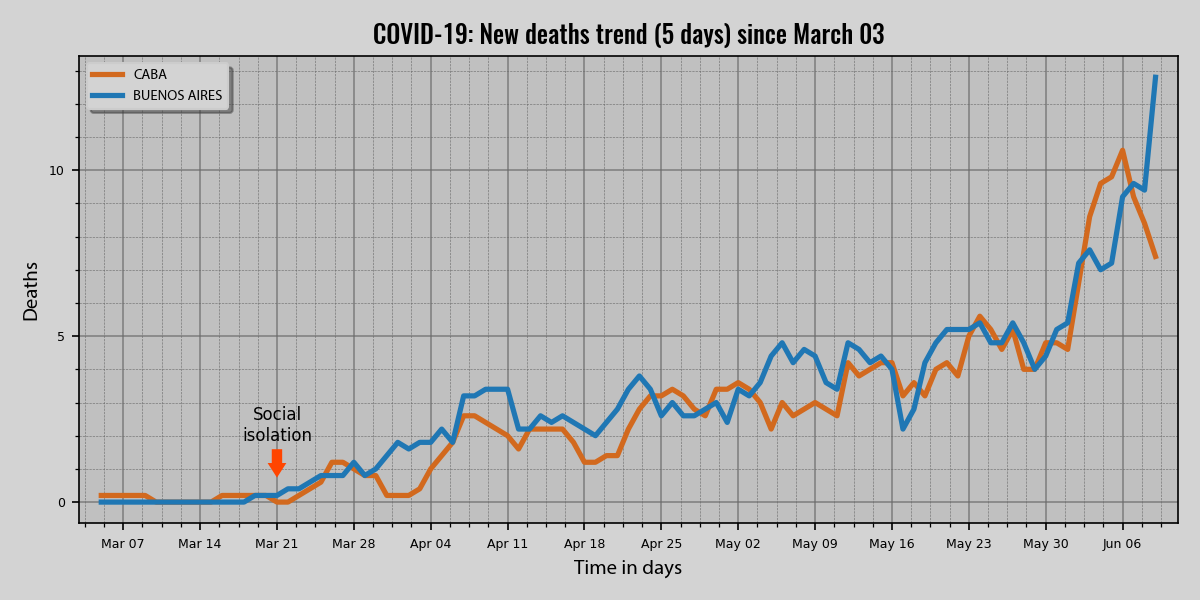 COVID-19: New deaths trend (5 days) since March 03
CABA
BUENOS AIRES
10
5
0
Deaths
Social
isolation
Mar 07 Mar 14 Mar 21 Mar 28 Apr 04 Apr 11 Apr 18 Apr 25 May 02 May 09 May 16 May 23 May 30 Jun 06
Time in days